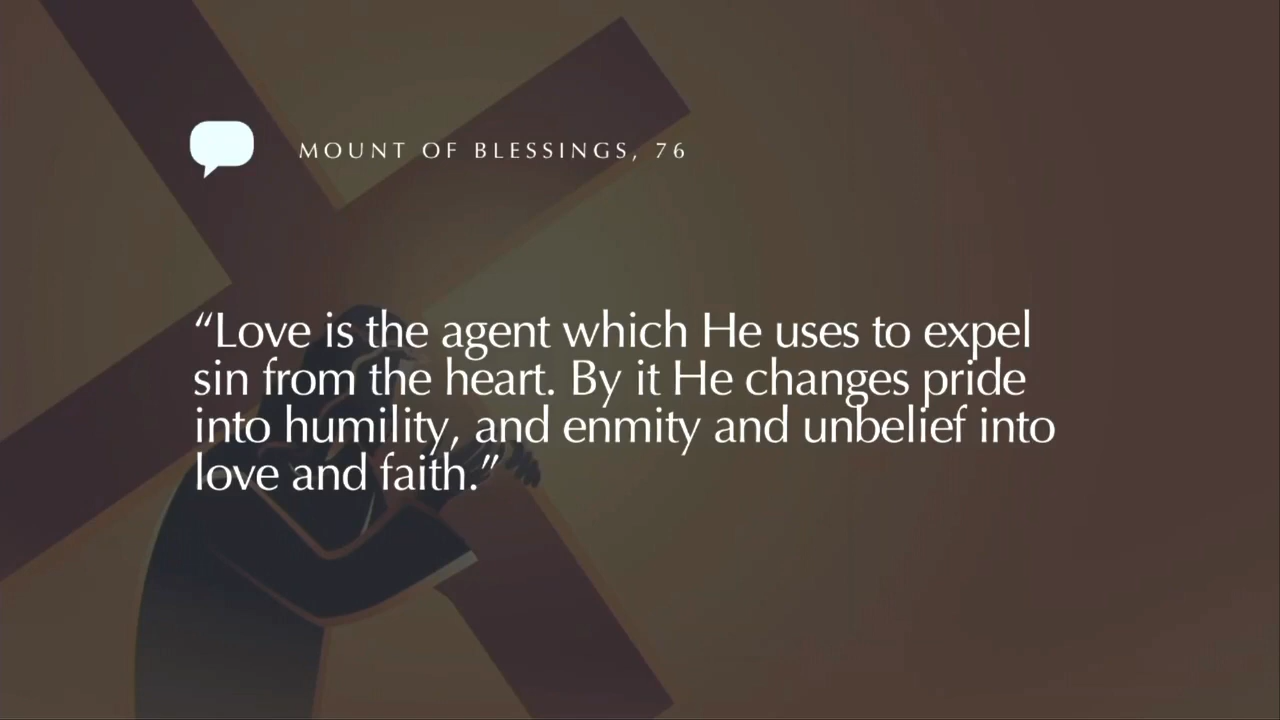 MOUNT OF BLESSINGS, 76
“Love is the agent which He uses to expel
sin from the heart. By it He changes pride
into humility, and enmity and unbelief into
love and faith.”